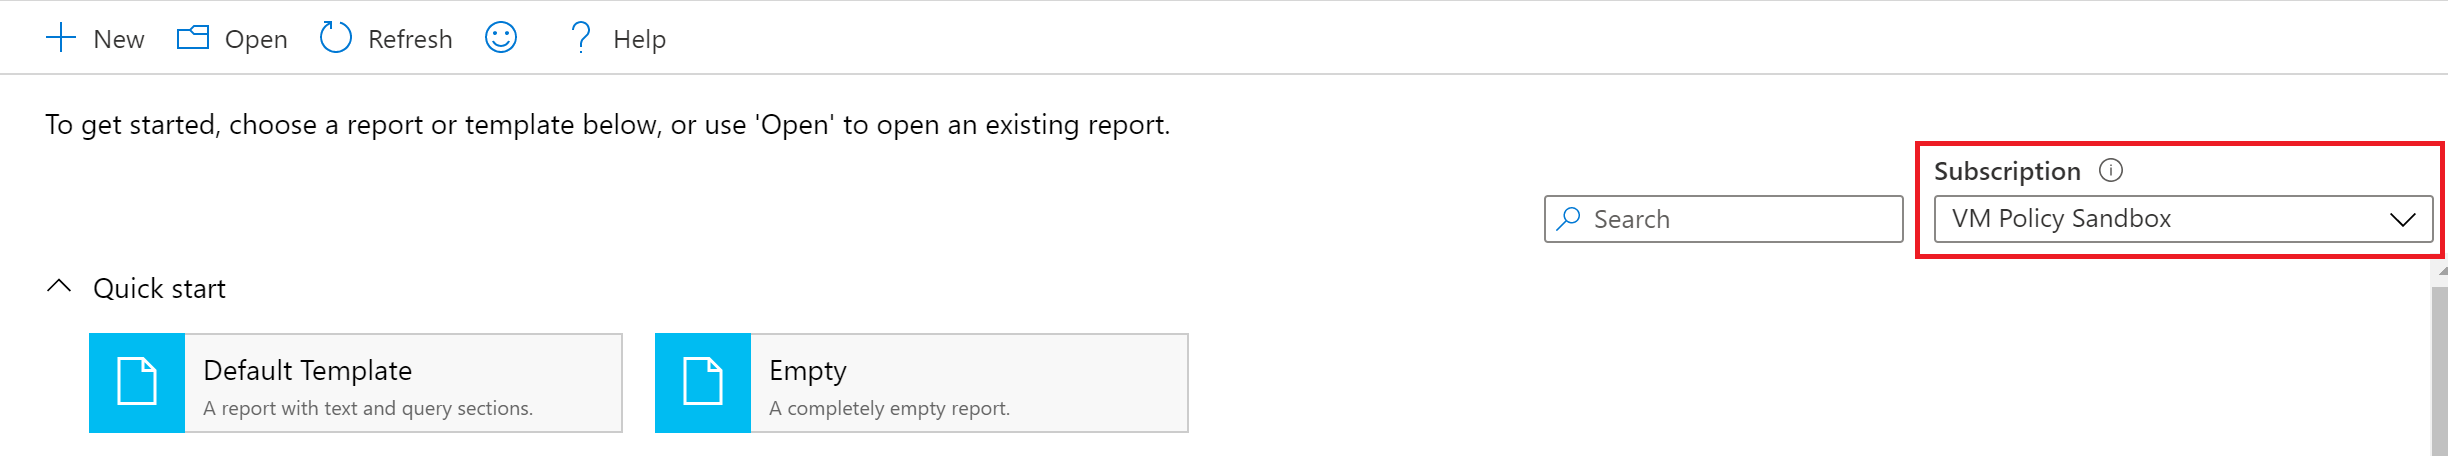 New Open Refresh Help
To get started, choose a report or template below, or use 'Open' to open an existing report.
Subscription
Search
VM Policy Sandbox
Quick start
Default Template
A report with text and query sections.
Empty
A completely empty report.